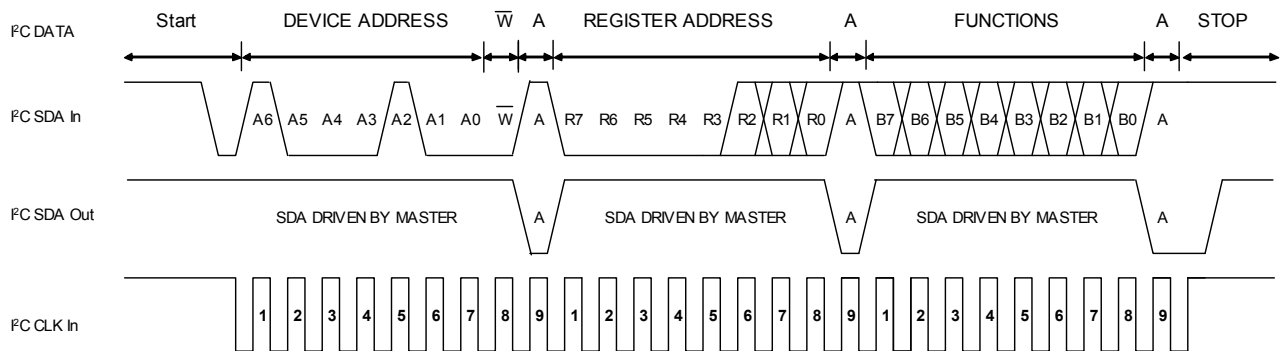 I²C DATA Start DEVICE ADDRESS W̅ A REGISTER ADDRESS A FUNCTIONS A STOP
I²C SDA In A6 A5 A4 A3 A2 A1 A0 W̅ A R7 R6 R5 R4 R3 R2 R1 R0 A B7 B6 B5 B4 B3 B2 B1 B0 A
I²C SDA Out SDA DRIVEN BY MASTER A SDA DRIVEN BY MASTER A SDA DRIVEN BY MASTER A
I²C CLK In 1 2 3 4 5 6 7 8 9 1 2 3 4 5 6 7 8 9 1 2 3 4 5 6 7 8 9